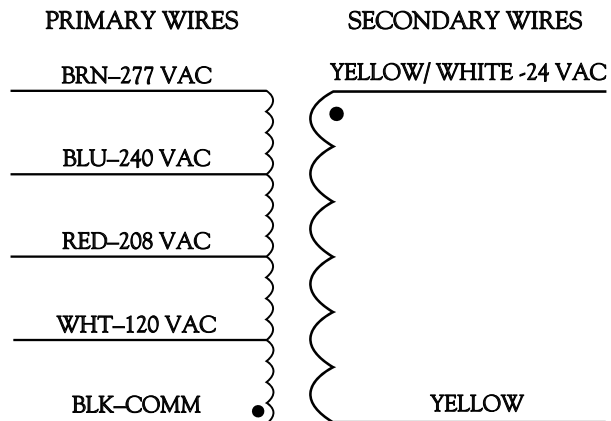 PRIMARY WIRES
SECONDARY WIRES
BRN–277 VAC
YELLOW/ WHITE -24 VAC
BLU–240 VAC
RED–208 VAC
WHT–120 VAC
BLK–COMM
YELLOW